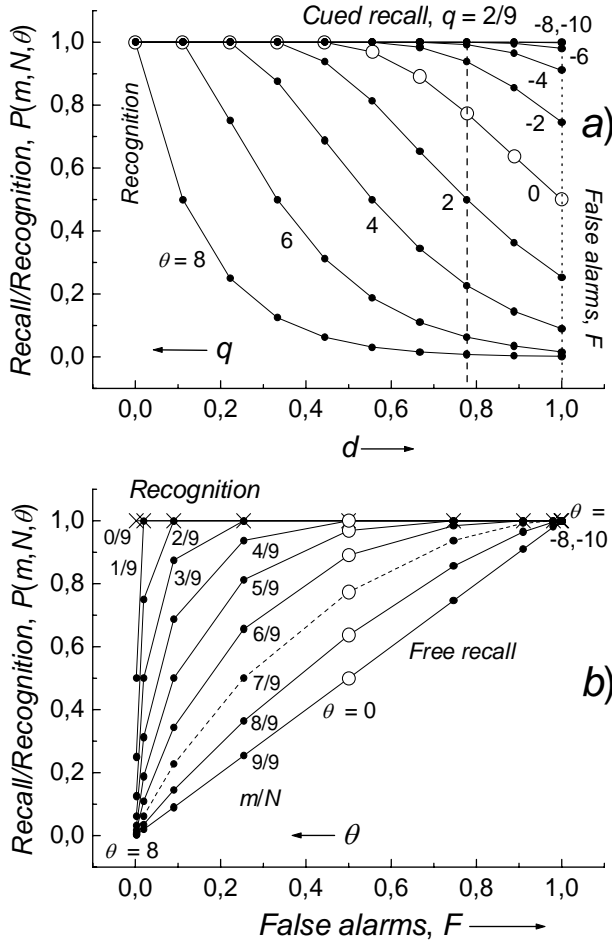 Cued recall, q = 2/9
-8,-10
-6
-4
-2
0
2
4
6
θ = 8
Recognition
False alarms, F
a)
Recall/Recognition, P(m,N,θ)
1,0
0,8
0,6
0,4
0,2
0,0
q
0,0 0,2 0,4 0,6 0,8 1,0
d
Recognition
θ =
-8,-10
0/9
1/9
2/9
3/9
4/9
5/9
6/9
7/9
8/9
9/9
m/N
Free recall
θ = 0
θ
θ = 8
b)
Recall/Recognition, P(m,N,θ)
1,0
0,8
0,6
0,4
0,2
0,0
0,0 0,2 0,4 0,6 0,8 1,0
False alarms, F